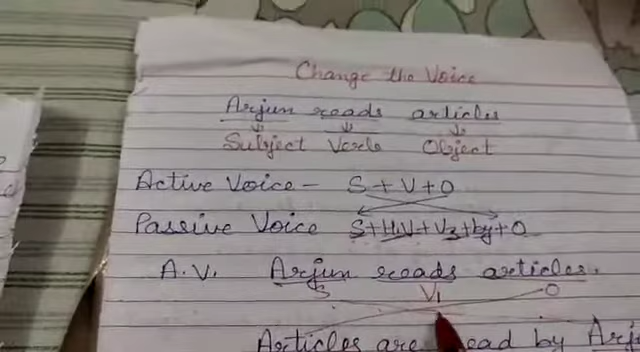 Change the Voice
Arjun reads articles
Subject Verb Object
Active Voice - S+V+O
Passive Voice S+H.V+V3+by+O
A.V. Arjun reads articles.
S V1 O
Articles are read by Arj